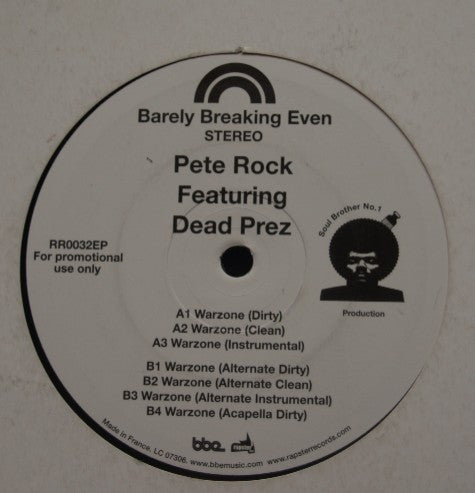 Barely Breaking Even
STEREO
Pete Rock
Featuring
Dead Prez
RR0032EP
For promotional
use only
Soul Brother No.1
Production
A1 Warzone (Dirty)
A2 Warzone (Clean)
A3 Warzone (Instrumental)
B1 Warzone (Alternate Dirty)
B2 Warzone (Alternate Clean)
B3 Warzone (Alternate Instrumental)
B4 Warzone (Acapella Dirty)
bbe
Made in France. LC 07306. www.bbemusic.com - www.rapsterrecords.com